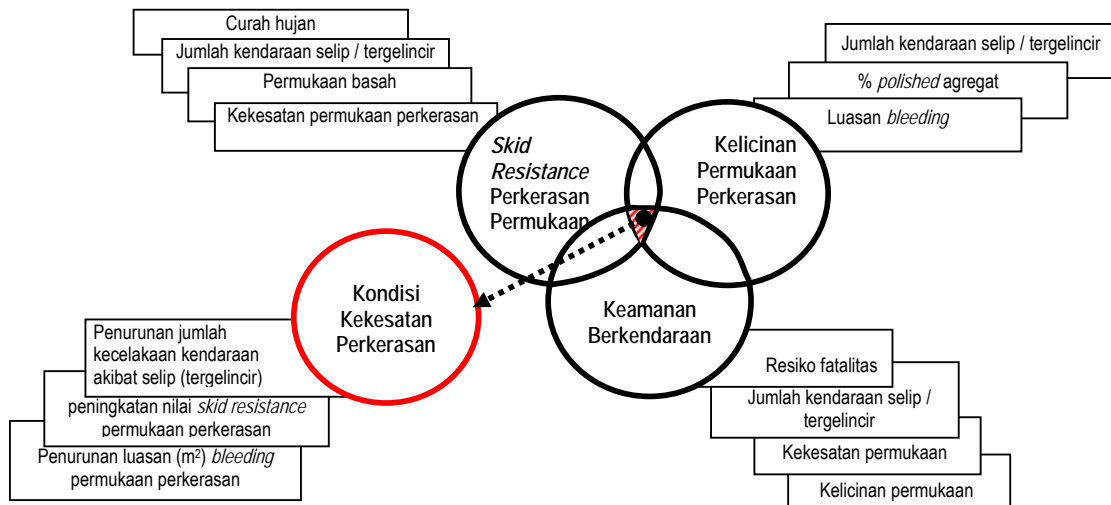 Curah hujan
Jumlah kendaraan selip / tergelincir
Permukaan basah
Kekesatan permukaan perkerasan
Jumlah kendaraan selip / tergelincir
% polished agregat
Luasan bleeding
Skid
Resistance
Perkerasan
Permukaan
Kelicinan
Permukaan
Perkerasan
Keamanan
Berkendaraan
Kondisi
Kekesatan
Perkerasan
Penurunan jumlah
kecelakaan kendaraan
akibat selip (tergelincir)
peningkatan nilai skid resistance
permukaan perkerasan
Penurunan luasan (m²) bleeding
permukaan perkerasan
Resiko fatalitas
Jumlah kendaraan selip /
tergelincir
Kekesatan permukaan
Kelicinan permukaan